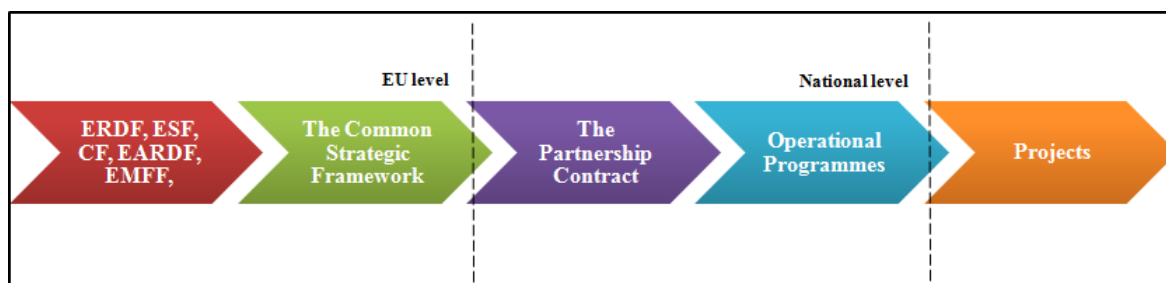 EU level
National level
ERDF, ESF,
CF, EARDF,
EMFF,
The Common
Strategic
Framework
The
Partnership
Contract
Operational
Programmes
Projects